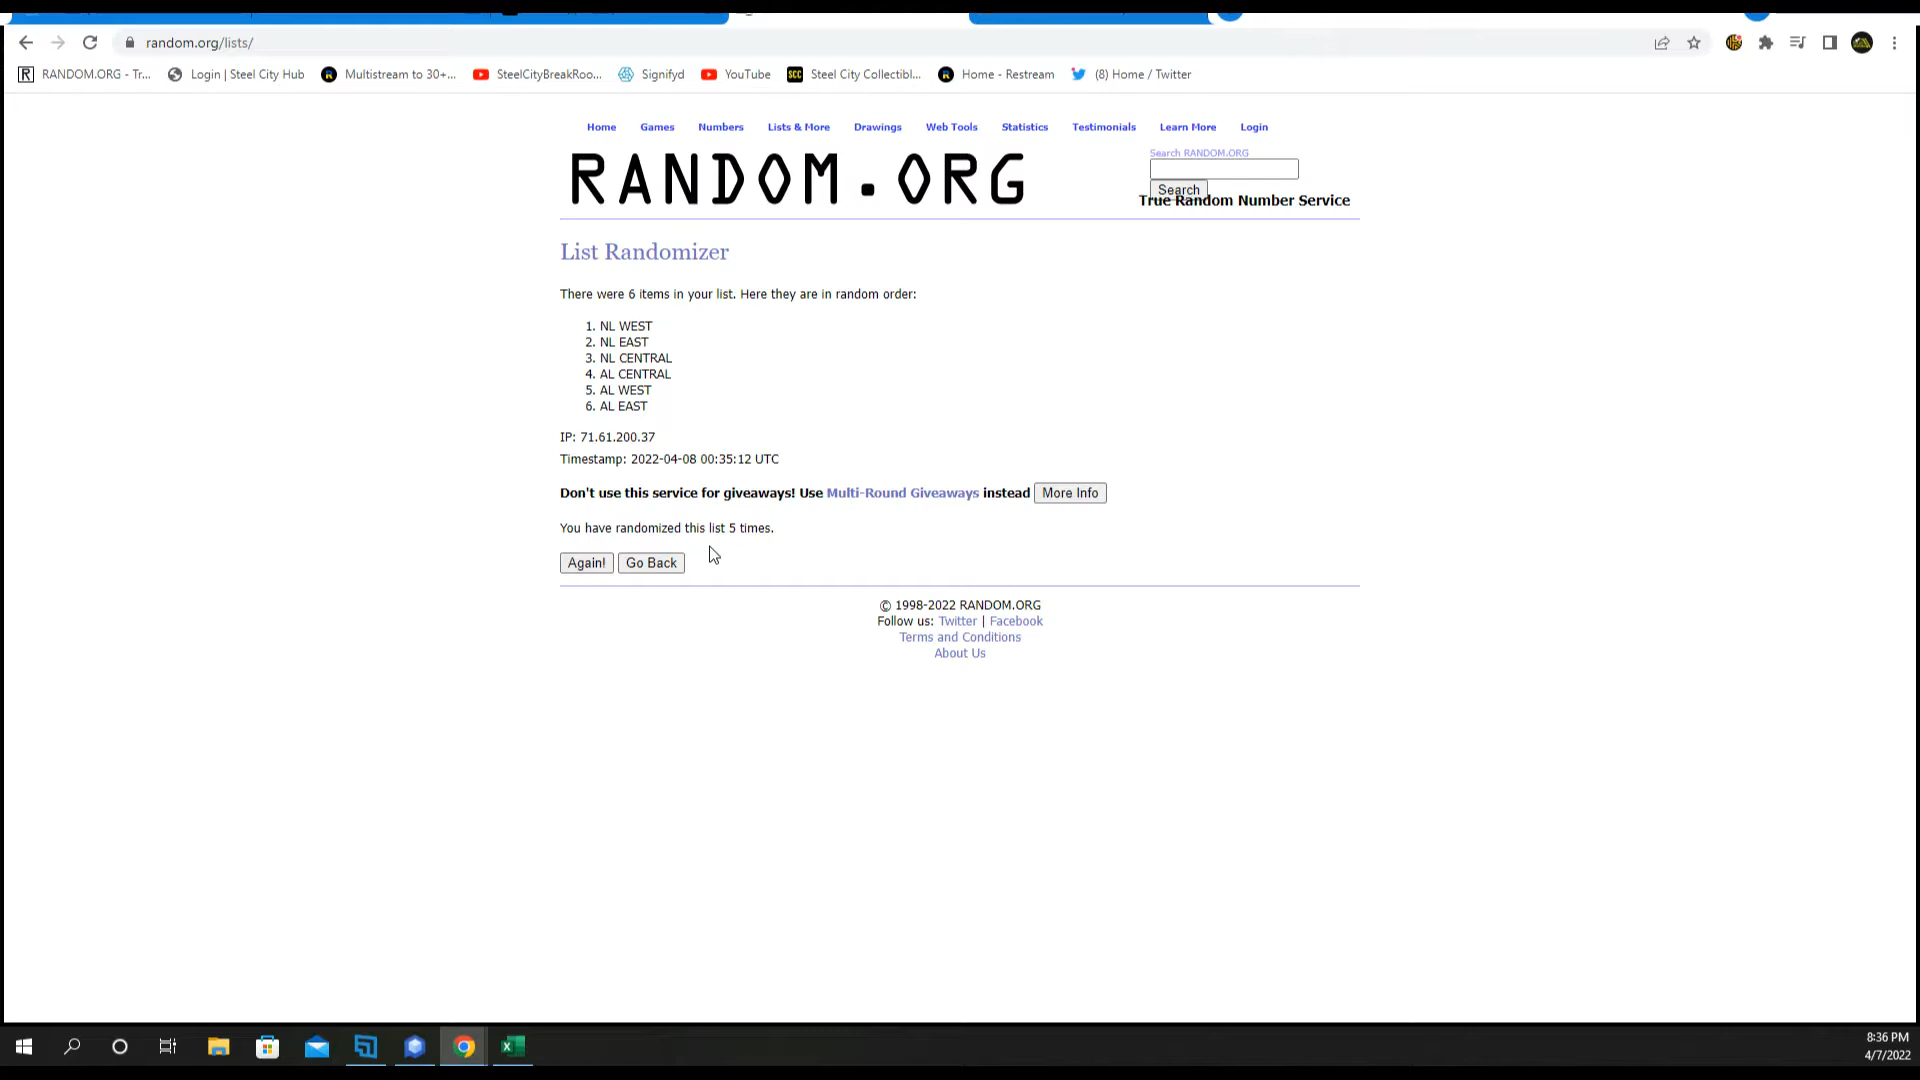 random.org/lists/
RANDOM.ORG - Tr... Login | Steel City Hub Multistream to 30+... SteelCityBreakRoo... Signifyd YouTube SCC Steel City Collectibl... Home - Restream (8) Home / Twitter
Home Games Numbers Lists & More Drawings Web Tools Statistics Testimonials Learn More Login
RANDOM.ORG
Search RANDOM.ORG
Search
True Random Number Service
List Randomizer
There were 6 items in your list. Here they are in random order:
1. NL WEST
2. NL EAST
3. NL CENTRAL
4. AL CENTRAL
5. AL WEST
6. AL EAST
IP: 71.61.200.37
Timestamp: 2022-04-08 00:35:12 UTC
Don't use this service for giveaways! Use Multi-Round Giveaways instead More Info
You have randomized this list 5 times.
Again! Go Back
© 1998-2022 RANDOM.ORG
Follow us: Twitter | Facebook
Terms and Conditions
About Us
8:36 PM
4/7/2022